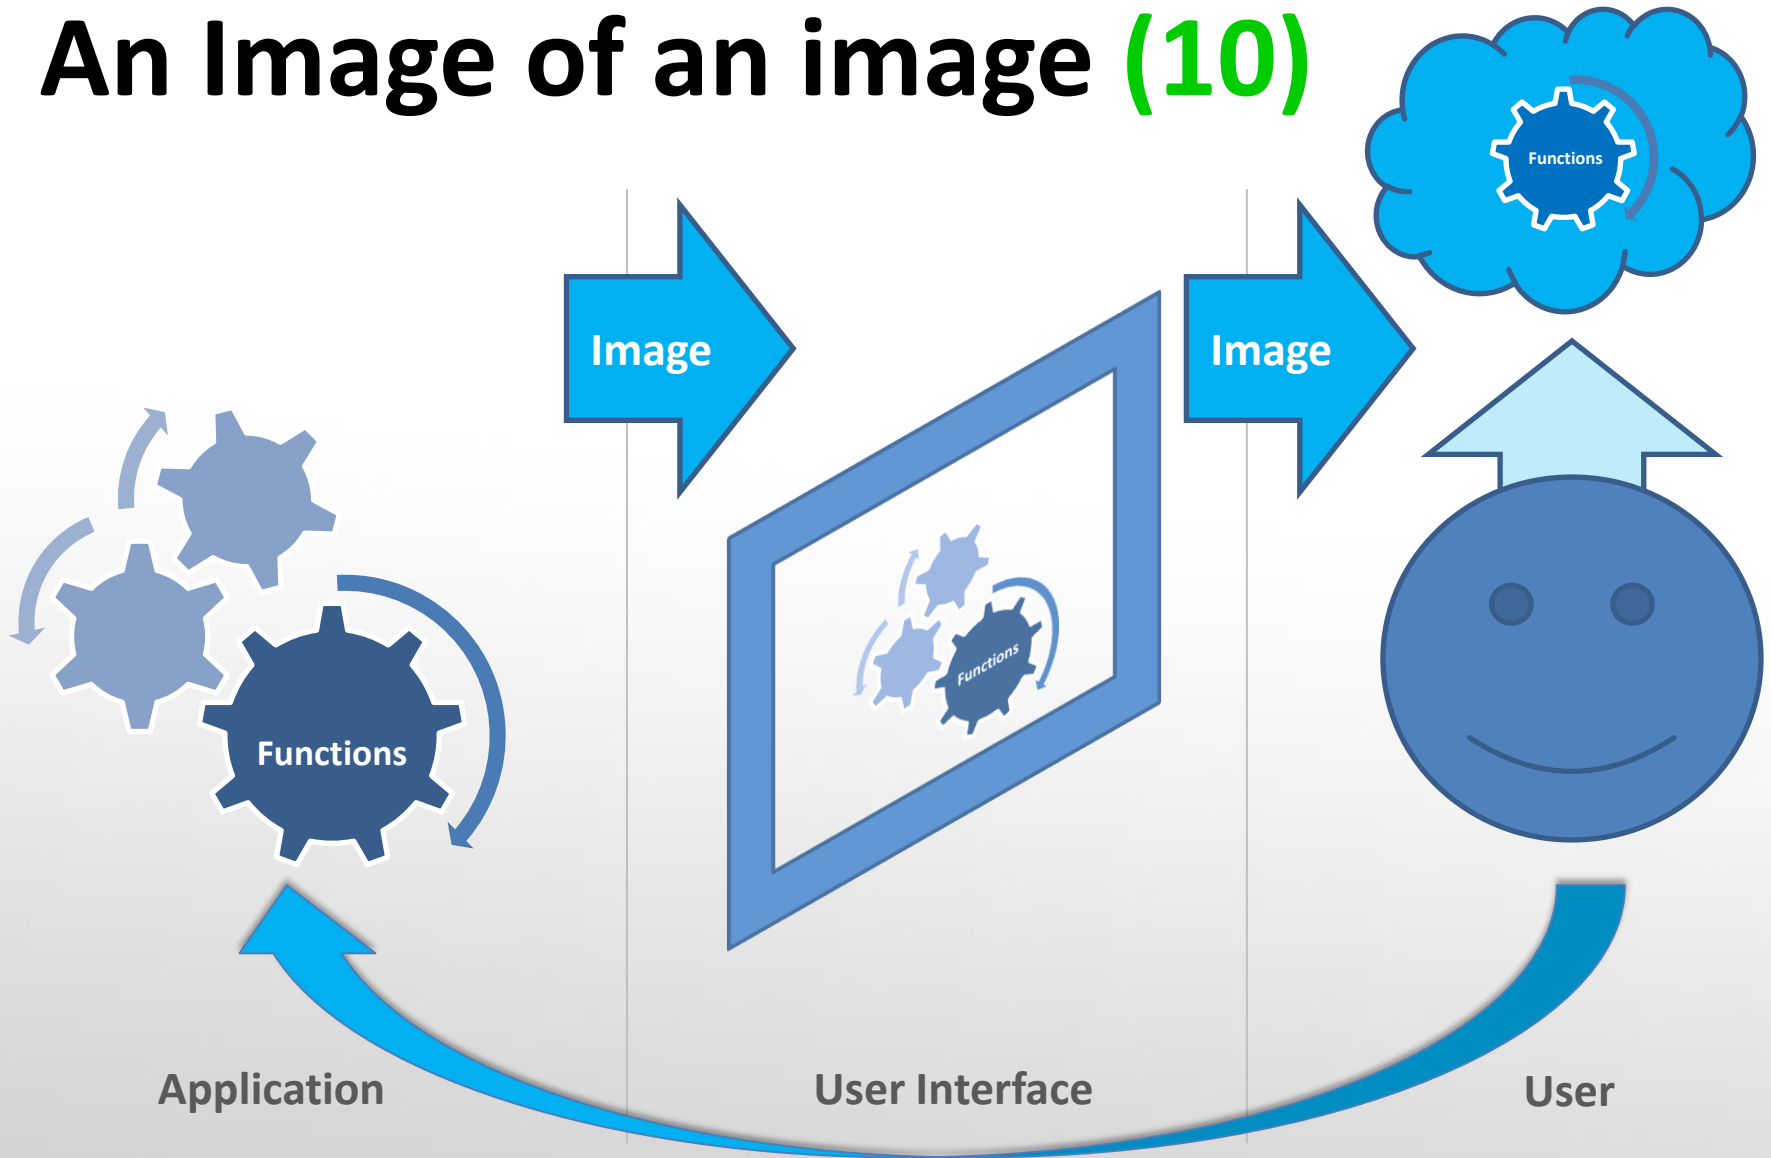 An Image of an image (10)
Functions
Image
Image
Functions
Functions
Application
User Interface
User